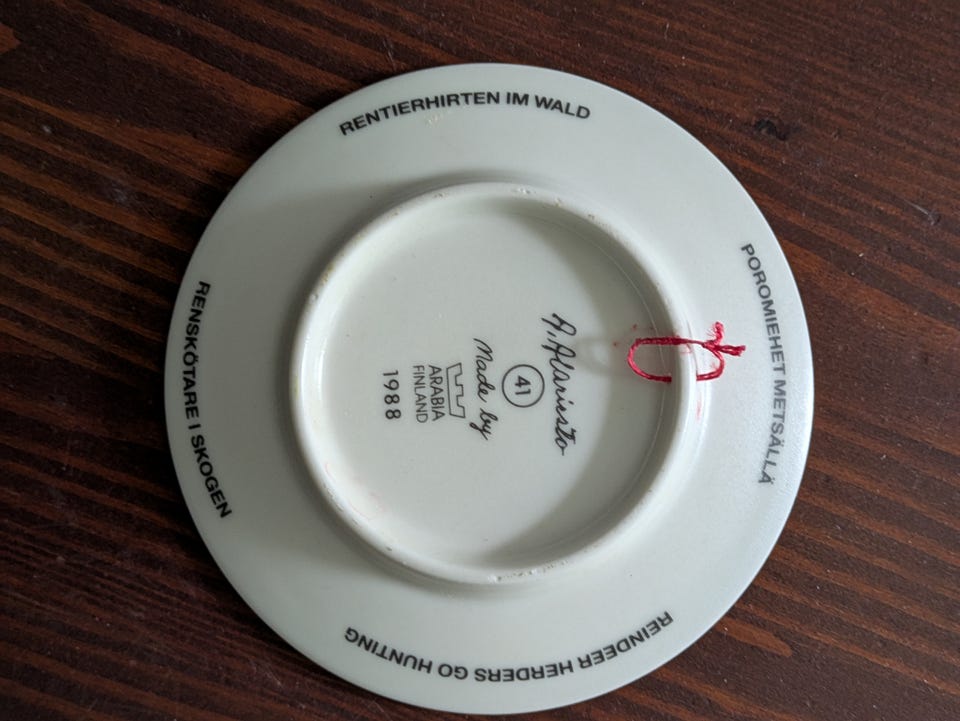 POROMIEHET METSÄLLÄ
REINDEER HERDERS GO HUNTING
RENSKÖTARE I SKOGEN
RENTIERHIRTEN IM WALD
A. Alariesto
41
Made by
ARABIA
FINLAND
1988